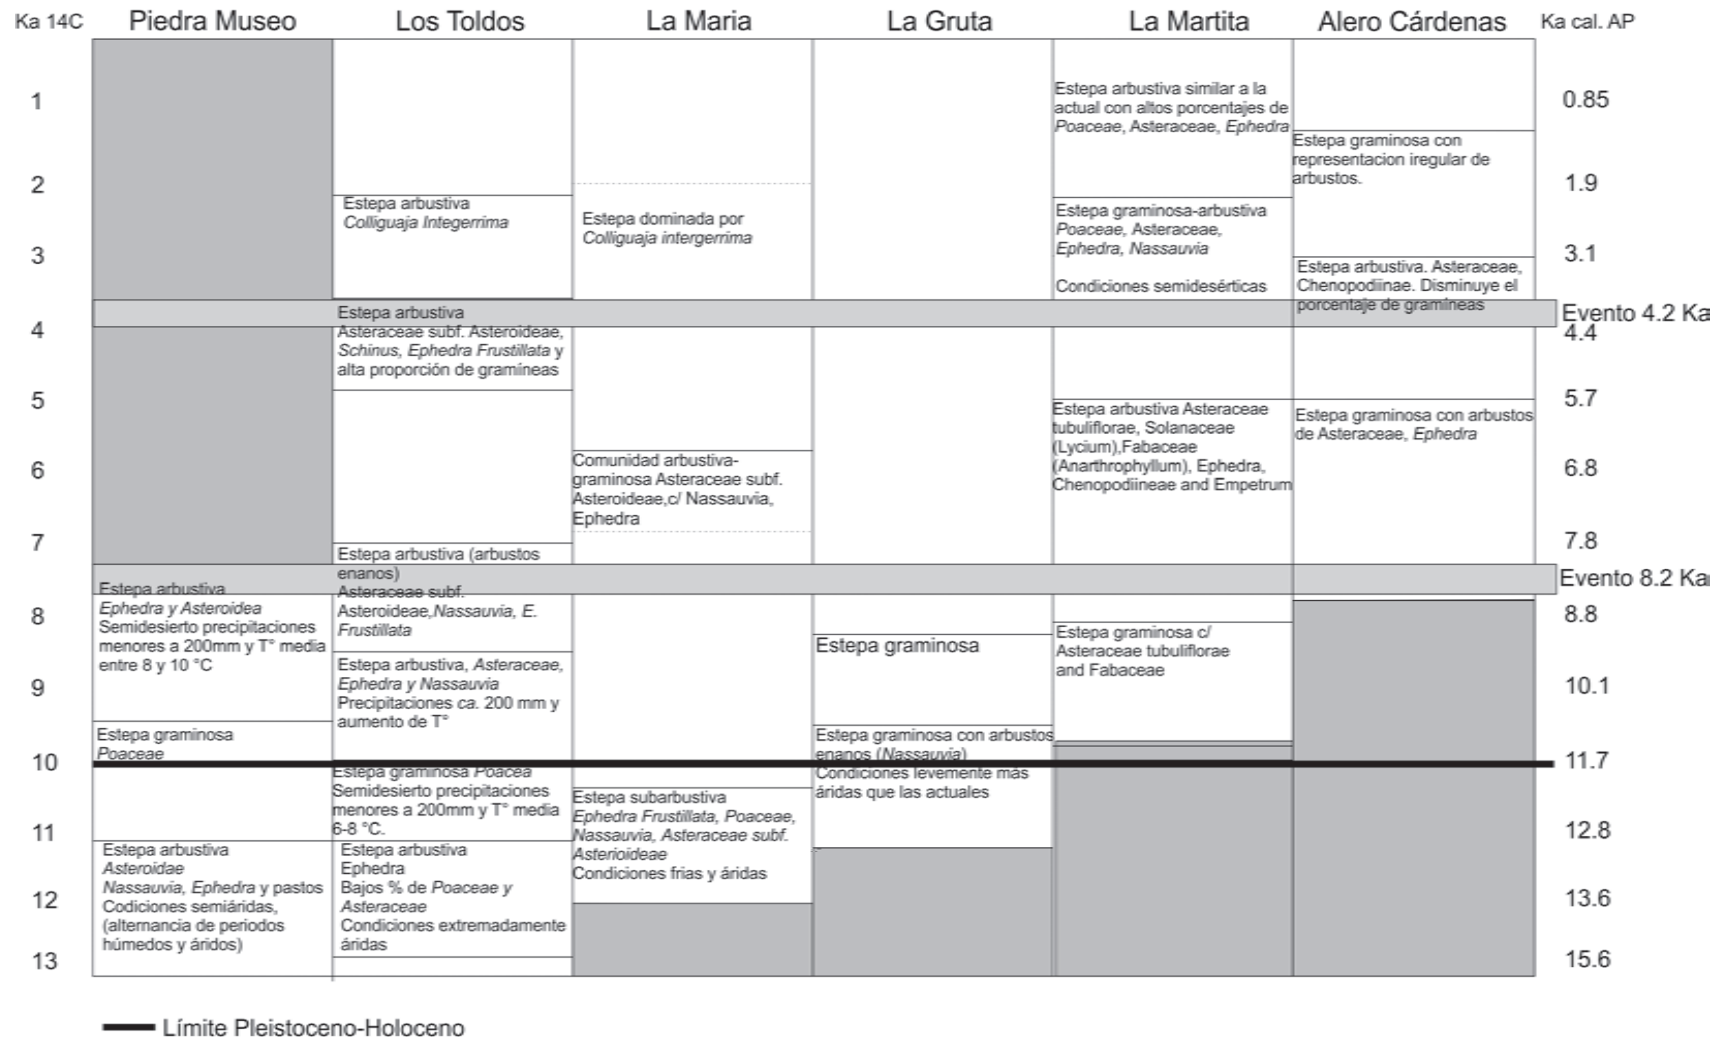 Ka 14C
Piedra Museo
Los Toldos
La Maria
La Gruta
La Martita
Alero Cárdenas
Ka cal. AP
1
2
3
4
5
6
7
8
9
10
11
12
13
Estepa arbustiva
Ephedra y Asteroidea
Semidesierto precipitaciones
menores a 200mm y T° media
entre 8 y 10 °C
Estepa graminosa
Poaceae
Estepa arbustiva
Asteroidae
Nassauvia, Ephedra y pastos
Codiciones semiáridas,
(alternancia de periodos
húmedos y áridos)
Estepa arbustiva
Colliguaja Integerrima
Estepa arbustiva
Asteraceae subf. Asteroideae,
Schinus, Ephedra Frustillata y
alta proporción de gramíneas
Estepa arbustiva (arbustos
enanos)
Asteraceae subf.
Asteroideae,Nassauvia, E.
Frustillata
Estepa arbustiva, Asteraceae,
Ephedra y Nassauvia
Precipitaciones ca. 200 mm y
aumento de T°
Estepa graminosa Poacea
Semidesierto precipitaciones
menores a 200mm y T° media
6-8 °C.
Estepa arbustiva
Ephedra
Bajos % de Poaceae y
Asteraceae
Condiciones extremadamente
áridas
Estepa dominada por
Colliguaja intergerrima
Comunidad arbustiva-
graminosa Asteraceae subf.
Asteroideae,c/ Nassauvia,
Ephedra
Estepa subarbustiva
Ephedra Frustillata, Poaceae,
Nassauvia, Asteraceae subf.
Asterioideae
Condiciones frias y áridas
Estepa graminosa
Estepa graminosa con arbustos
enanos (Nassauvia)
Condiciones levemente más
áridas que las actuales
Estepa arbustiva similar a la
actual con altos porcentajes de
Poaceae, Asteraceae, Ephedra
Estepa graminosa-arbustiva
Poaceae, Asteraceae,
Ephedra, Nassauvia
Condiciones semidesérticas
Estepa arbustiva Asteraceae
tubuliflorae, Solanaceae
(Lycium),Fabaceae
(Anarthrophyllum), Ephedra,
Chenopodiineae and Empetrum
Estepa graminosa c/
Asteraceae tubuliflorae
and Fabaceae
Estepa graminosa con
representacion iregular de
arbustos.
Estepa arbustiva. Asteraceae,
Chenopodiinae. Disminuye el
porcentaje de gramíneas
Estepa graminosa con arbustos
de Asteraceae, Ephedra
0.85
1.9
3.1
Evento 4.2 Ka
4.4
5.7
6.8
7.8
Evento 8.2 Ka
8.8
10.1
11.7
12.8
13.6
15.6
Límite Pleistoceno-Holoceno